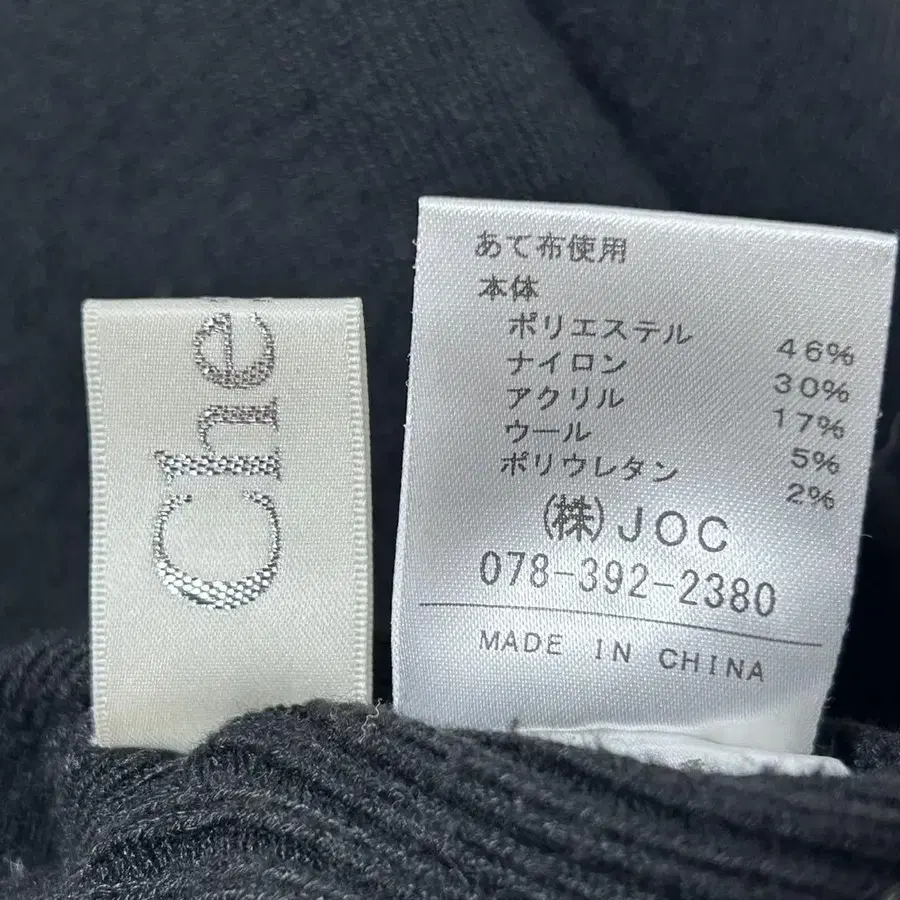 Che
あて布使用
本体
ポリエステル 46%
ナイロン 30%
アクリル 17%
ウール 5%
ポリウレタン 2%
(株)JOC
078-392-2380
MADE IN CHINA